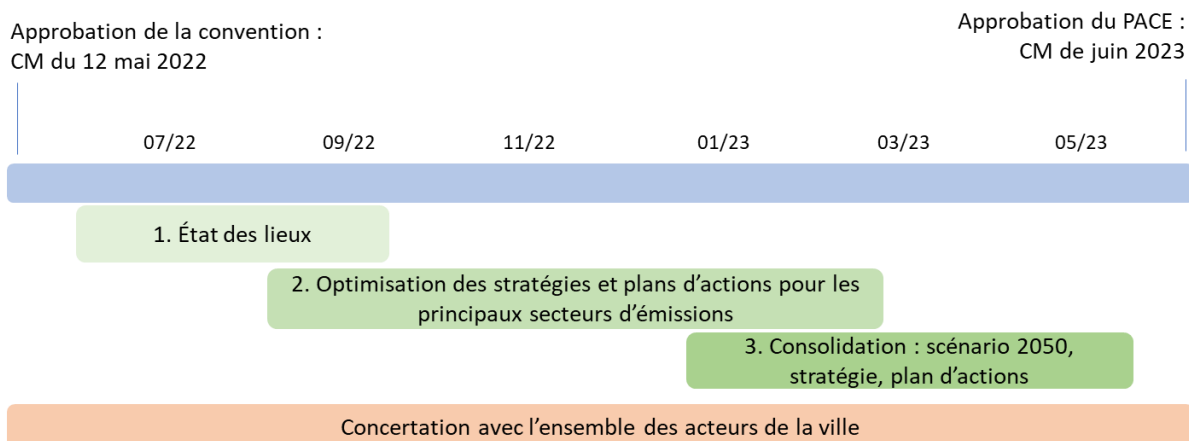 Approbation de la convention :
CM du 12 mai 2022
Approbation du PACE :
CM de juin 2023
07/22 09/22 11/22 01/23 03/23 05/23
1. État des lieux
2. Optimisation des stratégies et plans d’actions pour les
principaux secteurs d’émissions
3. Consolidation : scénario 2050,
stratégie, plan d’actions
Concertation avec l’ensemble des acteurs de la ville